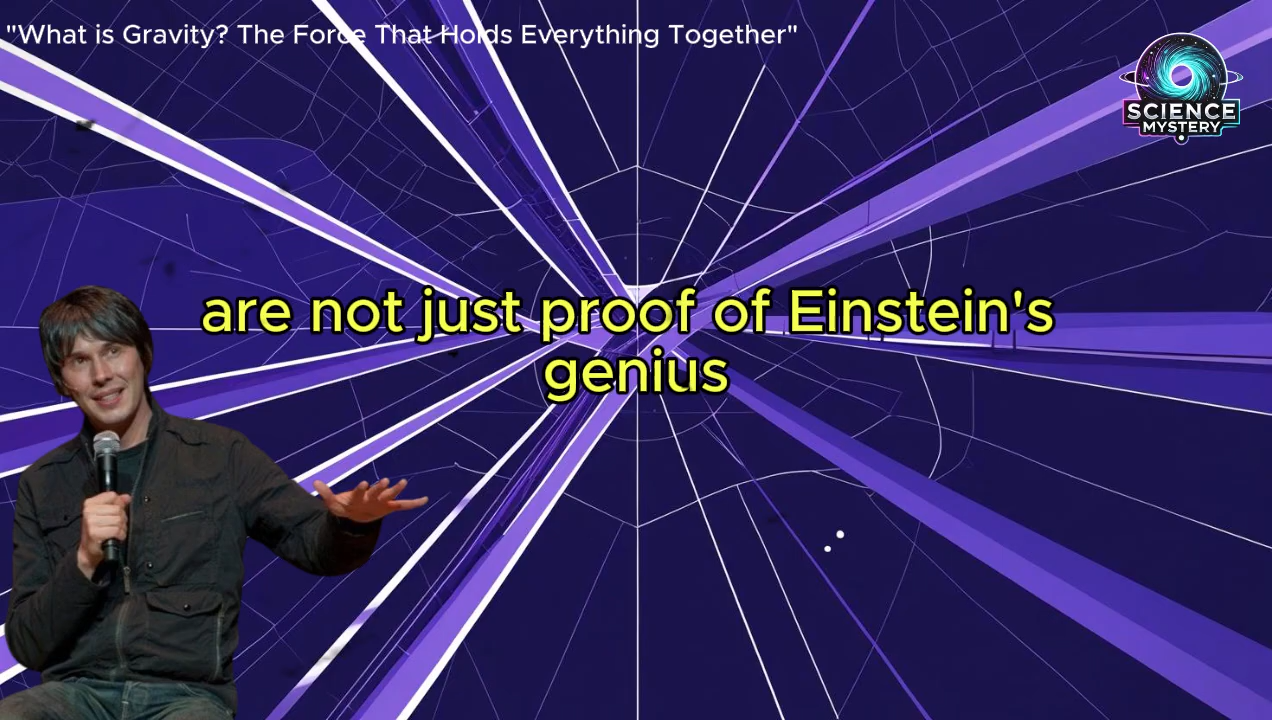 "What is Gravity? The Force That Holds Everything Together"
SCIENCE
MYSTERY
are not just proof of Einstein's
genius